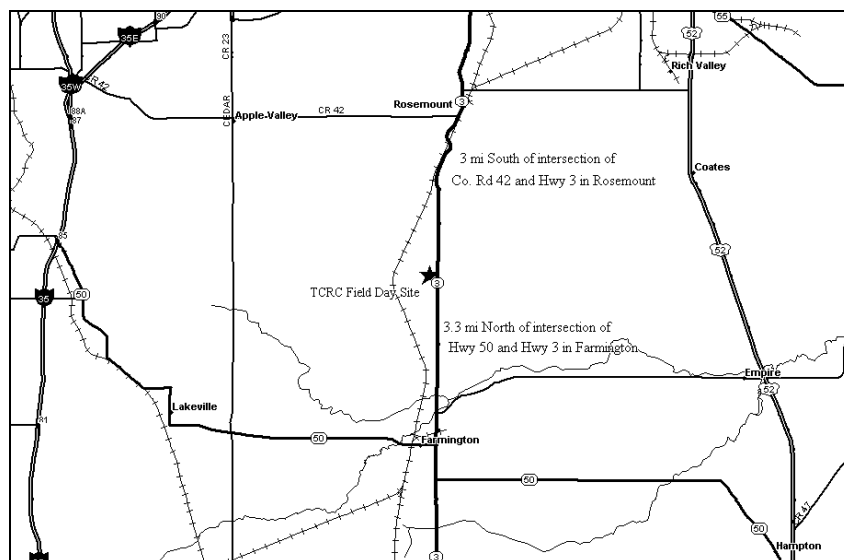 90
35E
CR 23
52
55
Rich Valley
35W
CR 42
88A
87
CEDAR
Apple-Valley
CR 42
Rosemount
3
3 mi South of intersection of
Co. Rd 42 and Hwy 3 in Rosemount
Coates
85
52
TCRC Field Day Site
3
35
50
3.3 mi North of intersection of
Hwy 50 and Hwy 3 in Farmington
Empire
52
Lakeville
81
50
Farmington
50
50
CR 47
Hampton
3